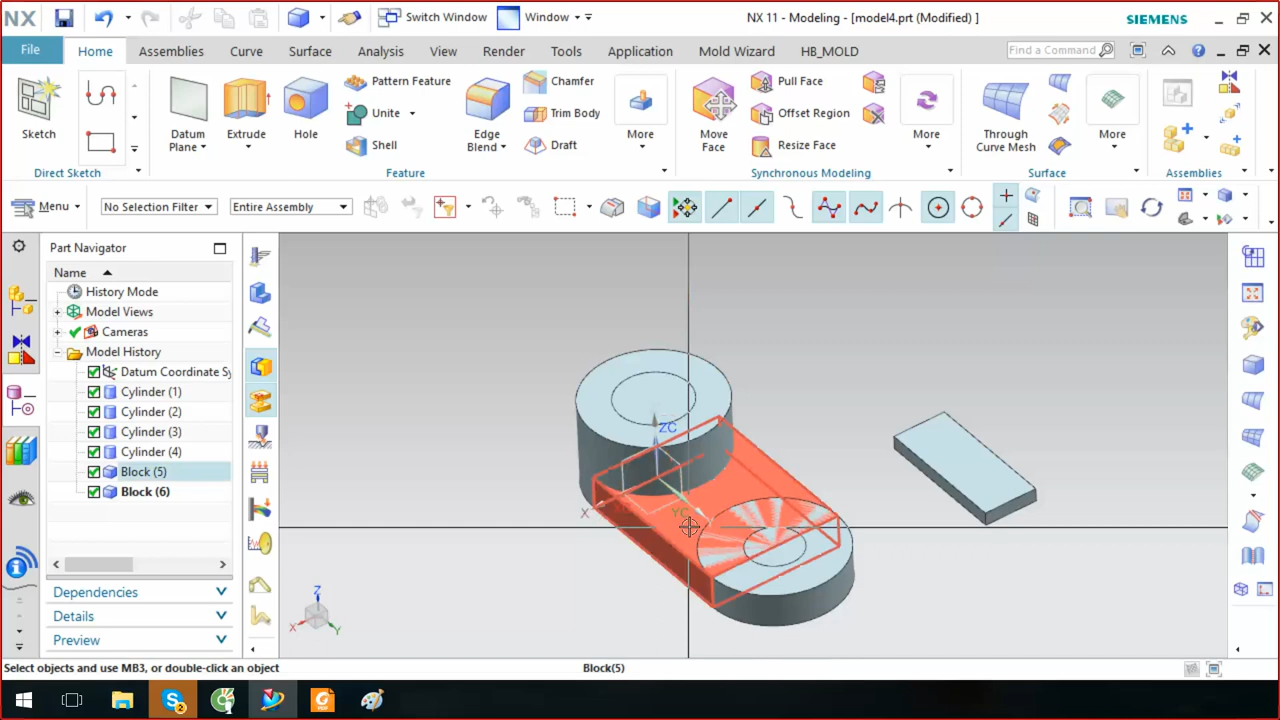 NX
Switch Window
Window
NX 11 - Modeling - [model4.prt (Modified) ]
SIEMENS
File
Home
Assemblies
Curve
Surface
Analysis
View
Render
Tools
Application
Mold Wizard
HB_MOLD
Find a Command
Sketch
Datum
Plane
Extrude
Hole
Pattern Feature
Unite
Shell
Edge
Blend
Chamfer
Trim Body
Draft
More
Move
Face
Pull Face
Offset Region
Resize Face
More
Through
Curve Mesh
More
Direct Sketch
Feature
Synchronous Modeling
Surface
Assemblies
Menu
No Selection Filter
Entire Assembly
Part Navigator
Name
History Mode
Model Views
Cameras
Model History
Datum Coordinate Sy
Cylinder (1)
Cylinder (2)
Cylinder (3)
Cylinder (4)
Block (5)
Block (6)
Dependencies
Details
Preview
ZC
X
YC
Z
X
Y
Select objects and use MB3, or double-click an object
Block(5)
2